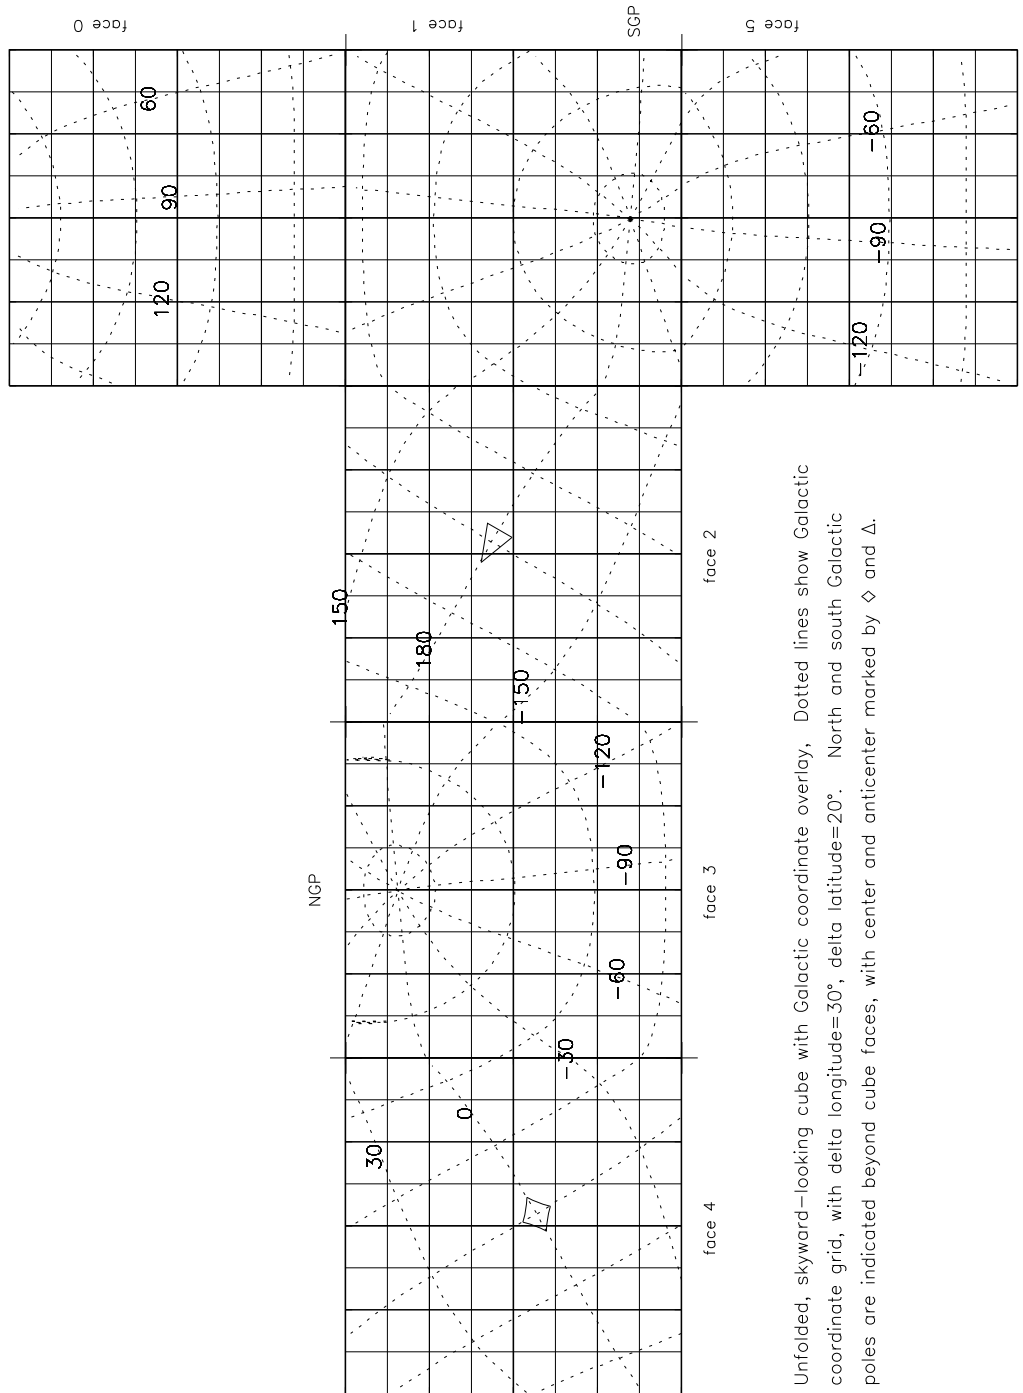 face 0
face 1
SGP
face 5
60
90
120
−60
−90
−120
150
180
−150
face 2
NGP
−120
−90
−60
−30
face 3
0
30
face 4
Unfolded, skyward−looking cube with Galactic coordinate overlay, Dotted lines show Galactic
coordinate grid, with delta longitude=30°, delta latitude=20°. North and south Galactic
poles are indicated beyond cube faces, with center and anticenter marked by ◇ and Δ.